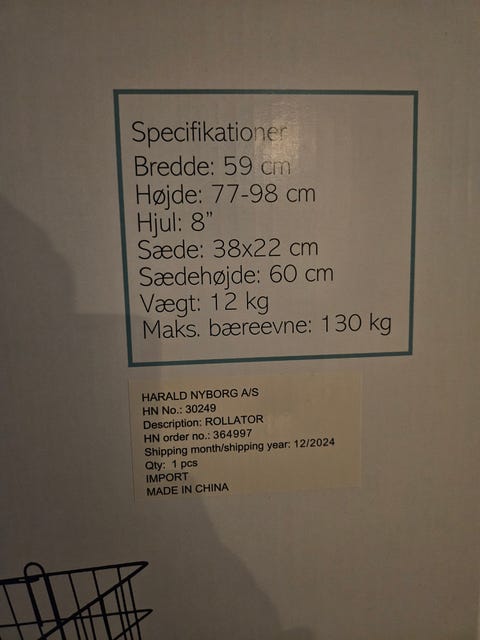 Specifikationer
Bredde: 59 cm
Højde: 77-98 cm
Hjul: 8”
Sæde: 38x22 cm
Sædehøjde: 60 cm
Vægt: 12 kg
Maks. bæreevne: 130 kg
HARALD NYBORG A/S
HN No.: 30249
Description: ROLLATOR
HN order no.: 364997
Shipping month/shipping year: 12/2024
Qty: 1 pcs
IMPORT
MADE IN CHINA